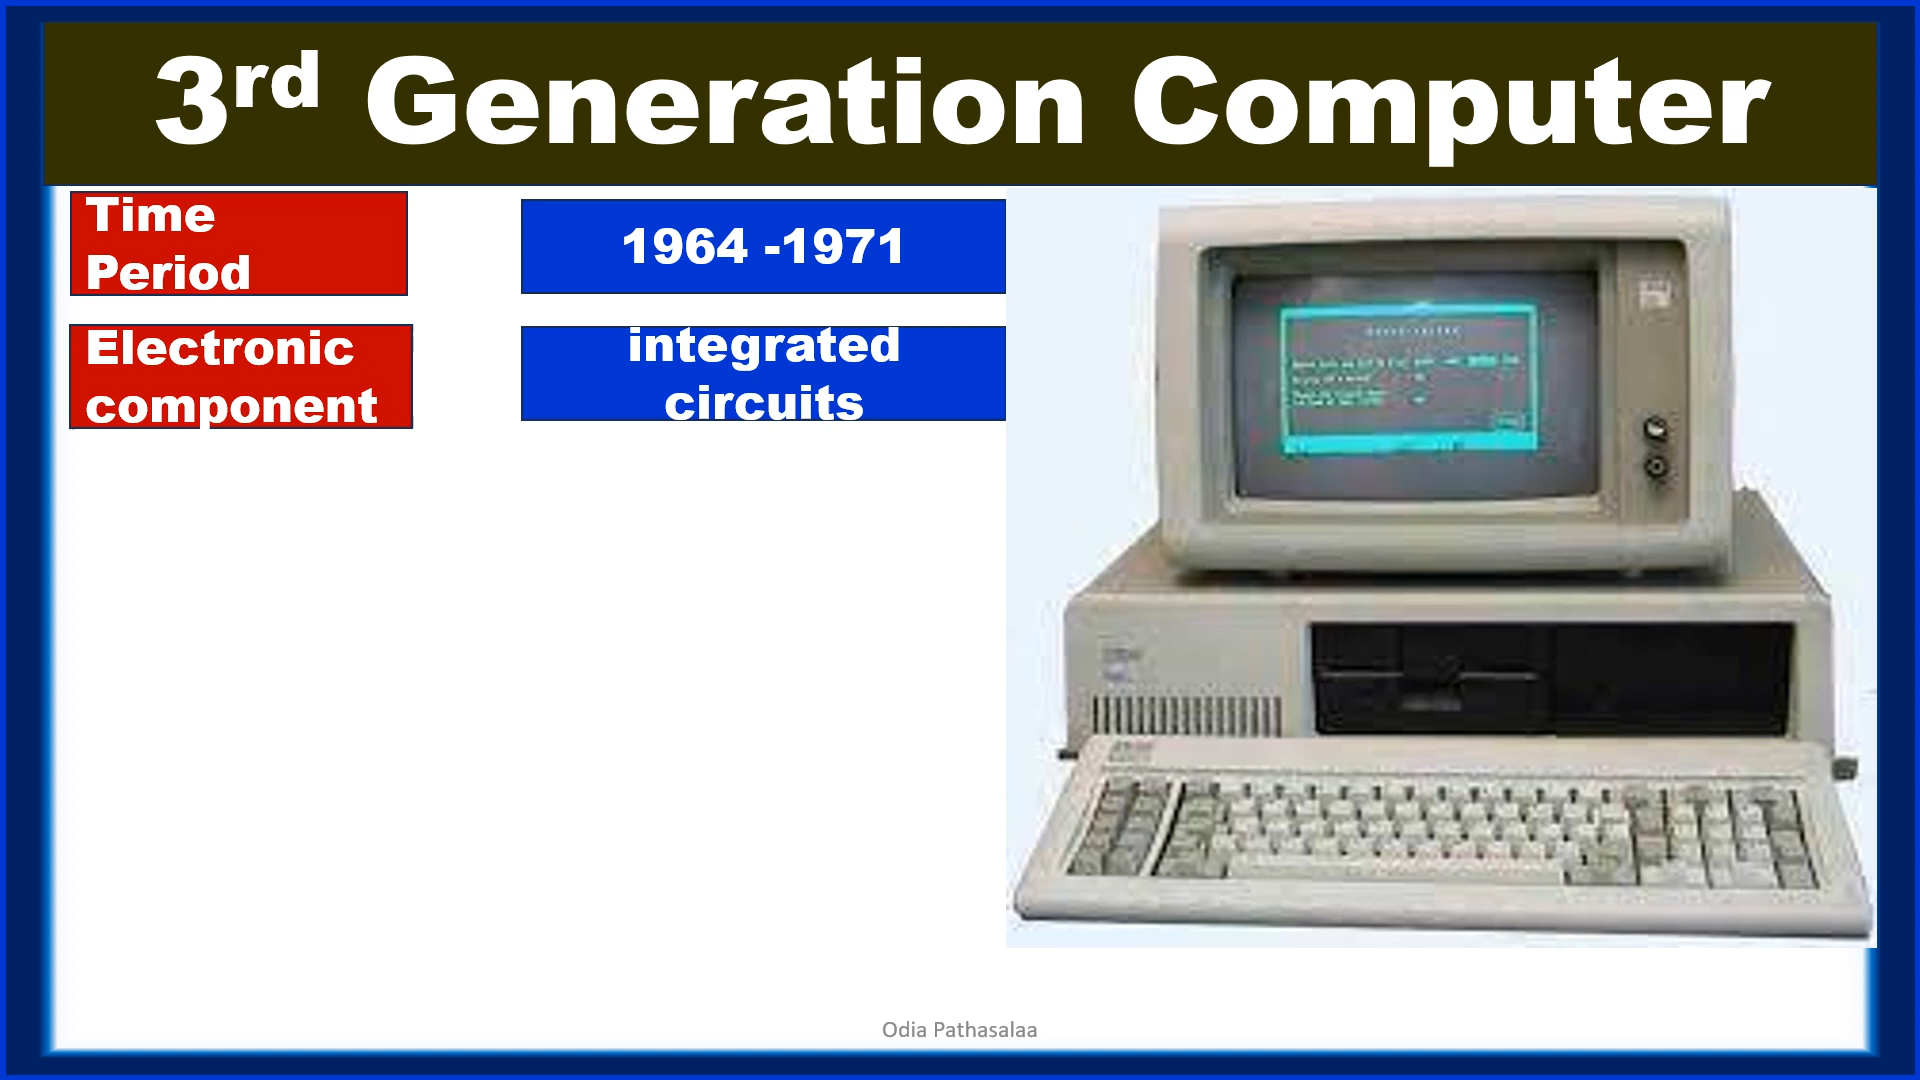 3rd Generation Computer
Time
Period
1964 -1971
Electronic
component
integrated
circuits
Odia Pathasalaa